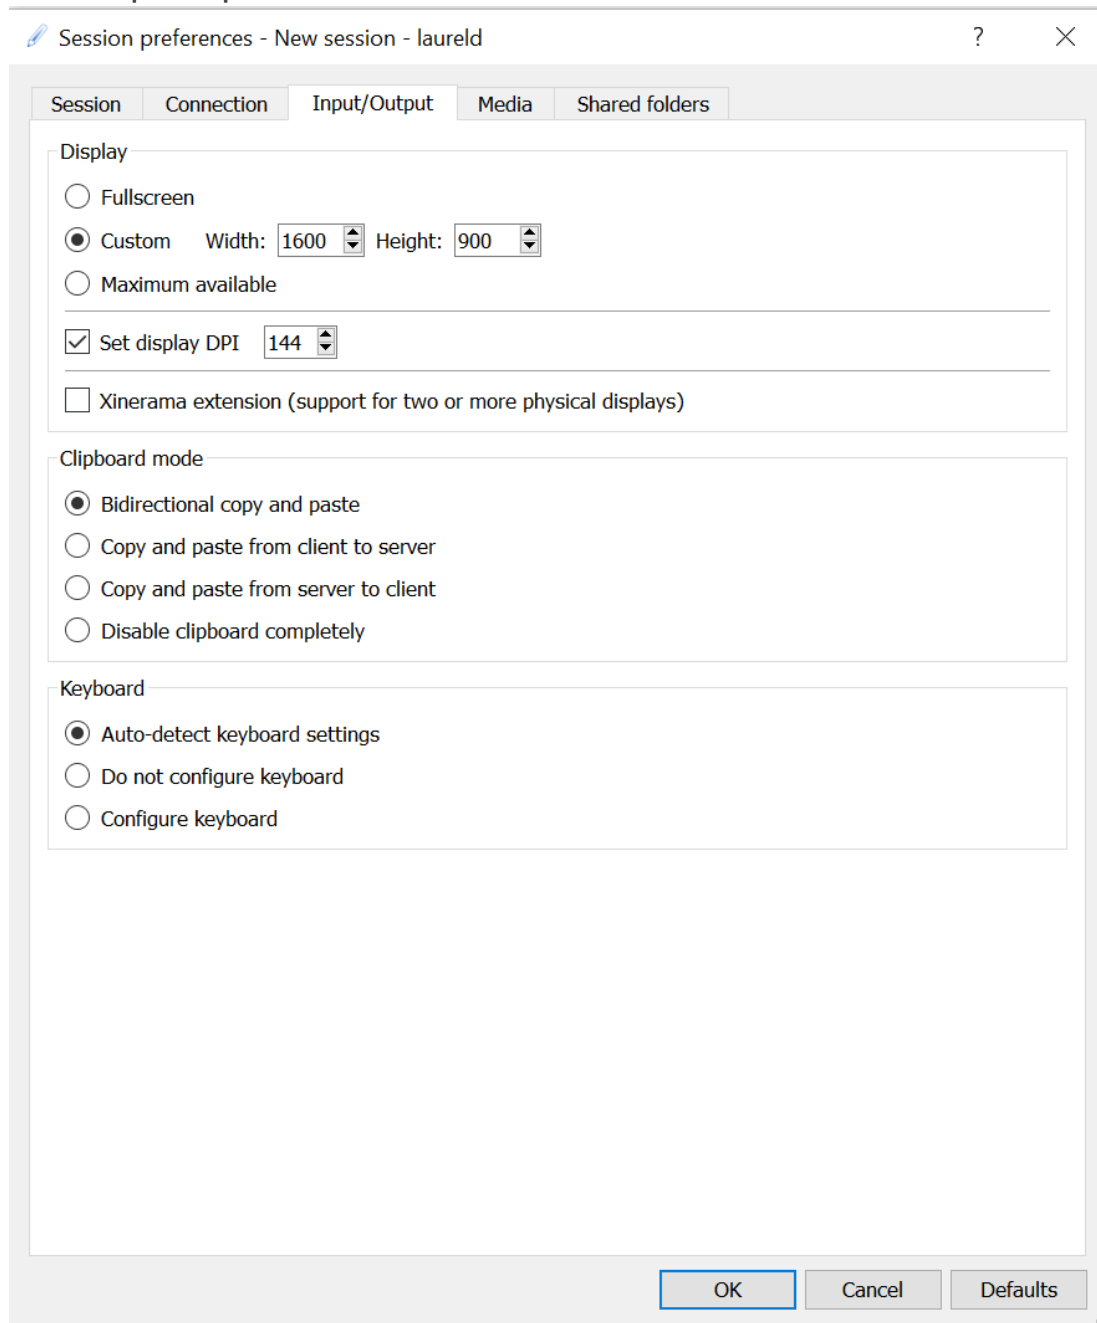 Session preferences - New session - laureld ?
Session Connection Input/Output Media Shared folders
Display
Fullscreen
Custom Width: 1600 Height: 900
Maximum available
Set display DPI 144
Xinerama extension (support for two or more physical displays)
Clipboard mode
Bidirectional copy and paste
Copy and paste from client to server
Copy and paste from server to client
Disable clipboard completely
Keyboard
Auto-detect keyboard settings
Do not configure keyboard
Configure keyboard
OK Cancel Defaults